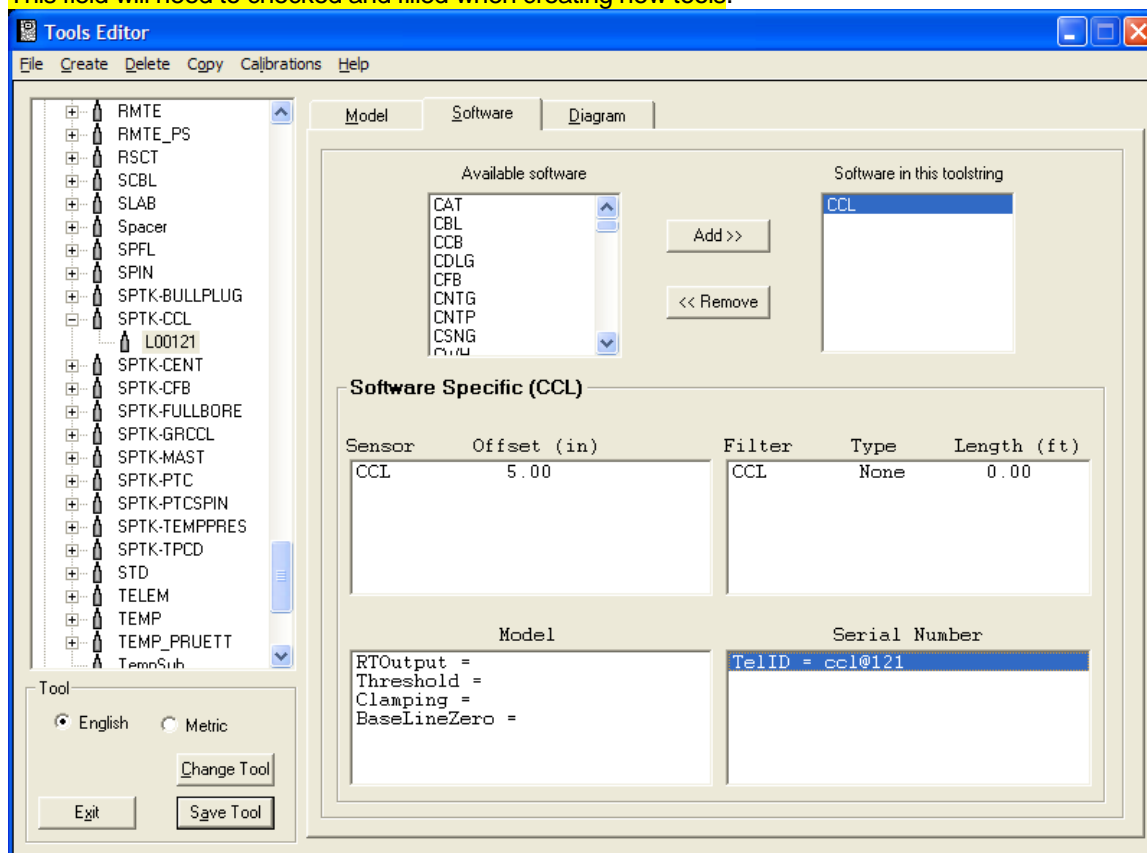 This field will need to checked and filled when creating new tools.
Tools Editor
File Create Delete Copy Calibrations Help
RMTE
RMTE_PS
RSCT
SCBL
SLAB
Spacer
SPFL
SPIN
SPTK-BULLPLUG
SPTK-CCL
L00121
SPTK-CENT
SPTK-CFB
SPTK-FULLBORE
SPTK-GRCCL
SPTK-MAST
SPTK-PTC
SPTK-PTCSPIN
SPTK-TEMPPRES
SPTK-TPCD
STD
TELEM
TEMP
TEMP_PRUETT
TempSub
Tool
English Metric
Change Tool
Exit Save Tool
Model Software Diagram
Available software
CAT
CBL
CCB
CDLG
CFB
CNTG
CNTP
CSNG
CWH
Add >>
<< Remove
Software in this toolstring
CCL
Software Specific (CCL)
Sensor Offset (in)
CCL 5.00
Filter Type Length (ft)
CCL None 0.00
Model
RTOutput =
Threshold =
Clamping =
BaseLineZero =
Serial Number
TelID = ccl@121